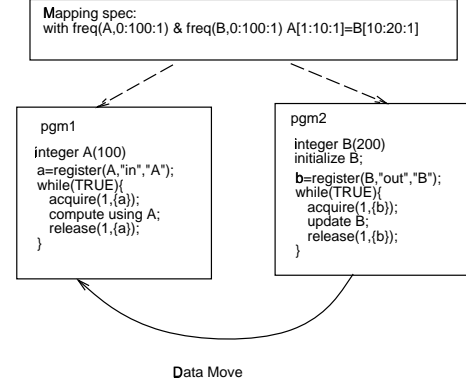 Mapping spec:
with freq(A,0:100:1) & freq(B,0:100:1) A[1:10:1]=B[10:20:1]
pgm1
integer A(100)
a=register(A,"in","A");
while(TRUE){
acquire(1,{a});
compute using A;
release(1,{a});
}
pgm2
integer B(200)
initialize B;
b=register(B,"out","B");
while(TRUE){
acquire(1,{b});
update B;
release(1,{b});
}
Data Move